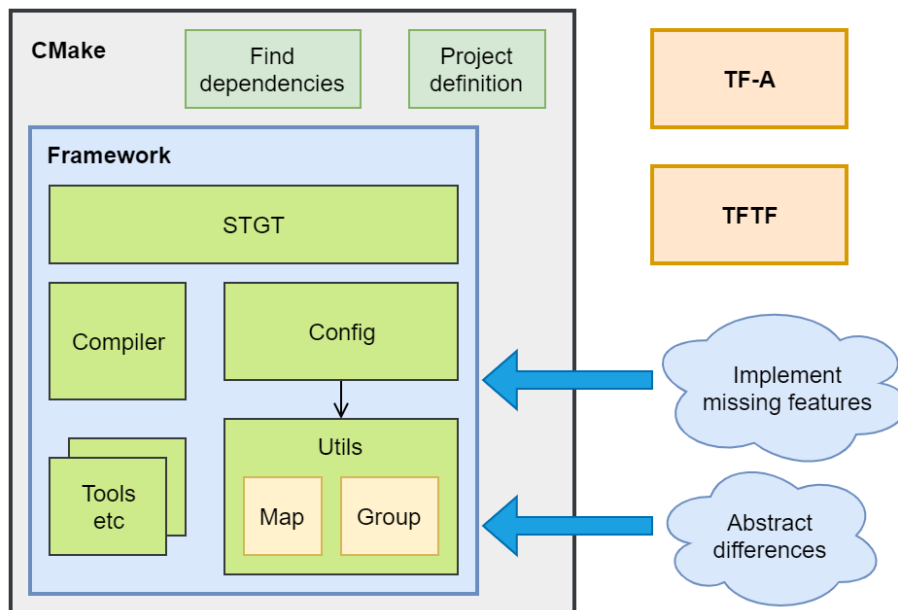 CMake
Find
dependencies
Project
definition
TF-A
Framework
STGT
TFTF
Compiler
Config
Implement
missing features
Utils
Tools
etc
Map
Group
Abstract
differences